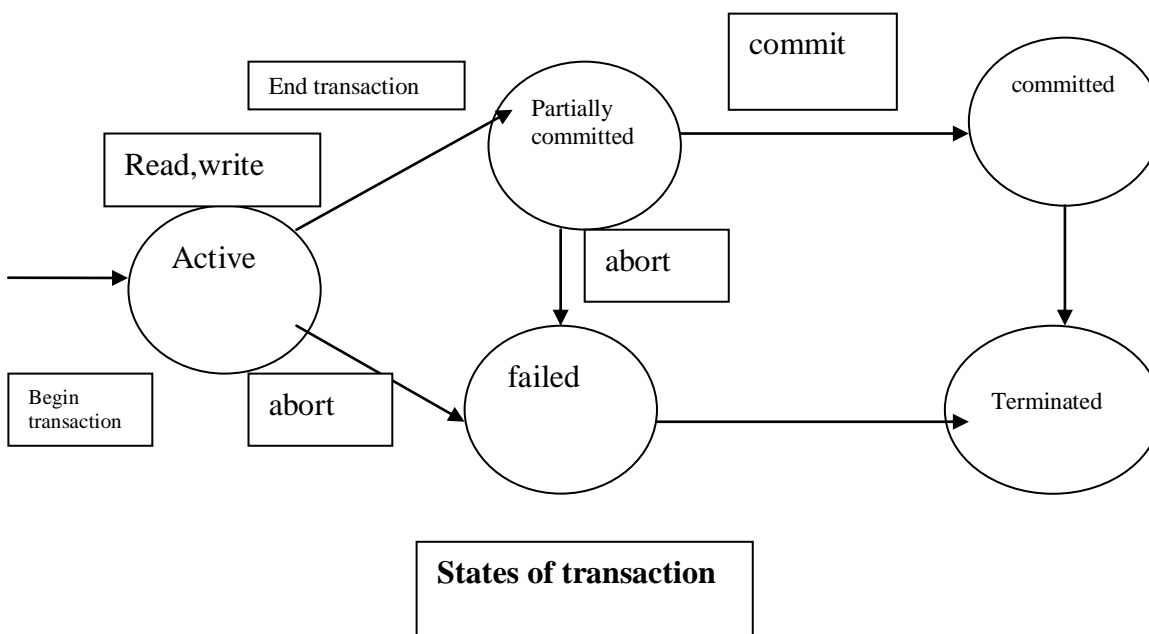 commit
End transaction
Partially
committed
committed
Read,write
Active
abort
Begin
transaction
abort
failed
Terminated
States of transaction